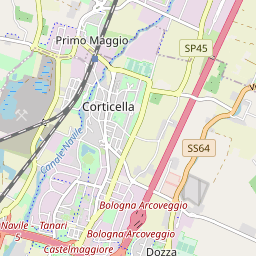 SP45
Primo Maggio
Corticella
Canale Navile
SS64
Bologna Arcoveggio
Navile - Tanari
Bologna Arcoveggio
Castelmaggiore
Dozza